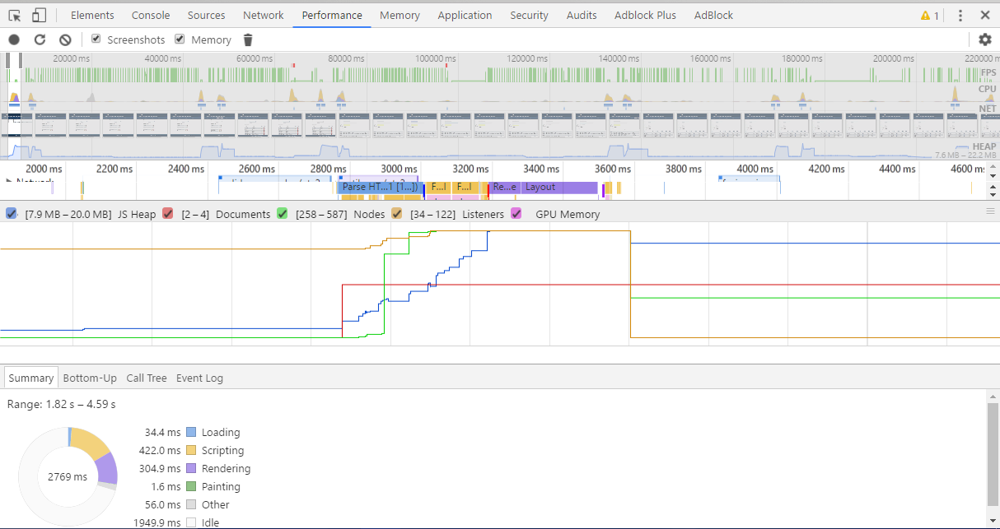 Elements Console Sources Network Performance Memory Application Security Audits Adblock Plus AdBlock 1
Screenshots Memory
20000 ms 40000 ms 60000 ms 80000 ms 100000 ms 120000 ms 140000 ms 160000 ms 180000 ms 200000 ms 220000 m
FPS
CPU
NET
HEAP
7.6 MB – 22.2 MB
2000 ms 2200 ms 2400 ms 2600 ms 2800 ms 3000 ms 3200 ms 3400 ms 3600 ms 3800 ms 4000 ms 4200 ms 4400 ms 4600
Network
Parse HT...1 [1...]) F...l F...l Re...e Layout
[7.9 MB – 20.0 MB] JS Heap [2 – 4] Documents [258 – 587] Nodes [34 – 122] Listeners GPU Memory
Summary Bottom-Up Call Tree Event Log
Range: 1.82 s – 4.59 s
2769 ms
34.4 ms Loading
422.0 ms Scripting
304.9 ms Rendering
1.6 ms Painting
56.0 ms Other
1949.9 ms Idle